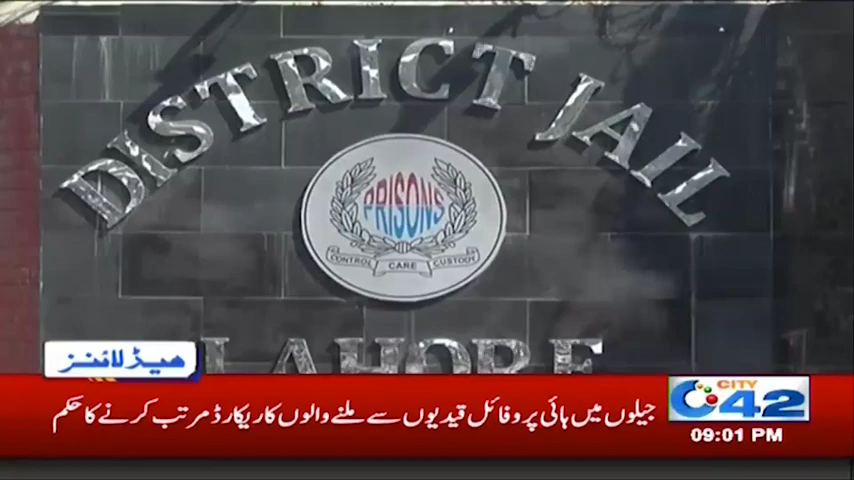 DISTRICT JAIL
PRISONS
CONTROL CARE CUSTODY
LAHORE
ھیڈلائنز
جیلوں میں ہائی پروفائل قیدیوں سے ملنے والوں کا ریکارڈ مرتب کرنے کا حکم
CITY
42
09:01 PM